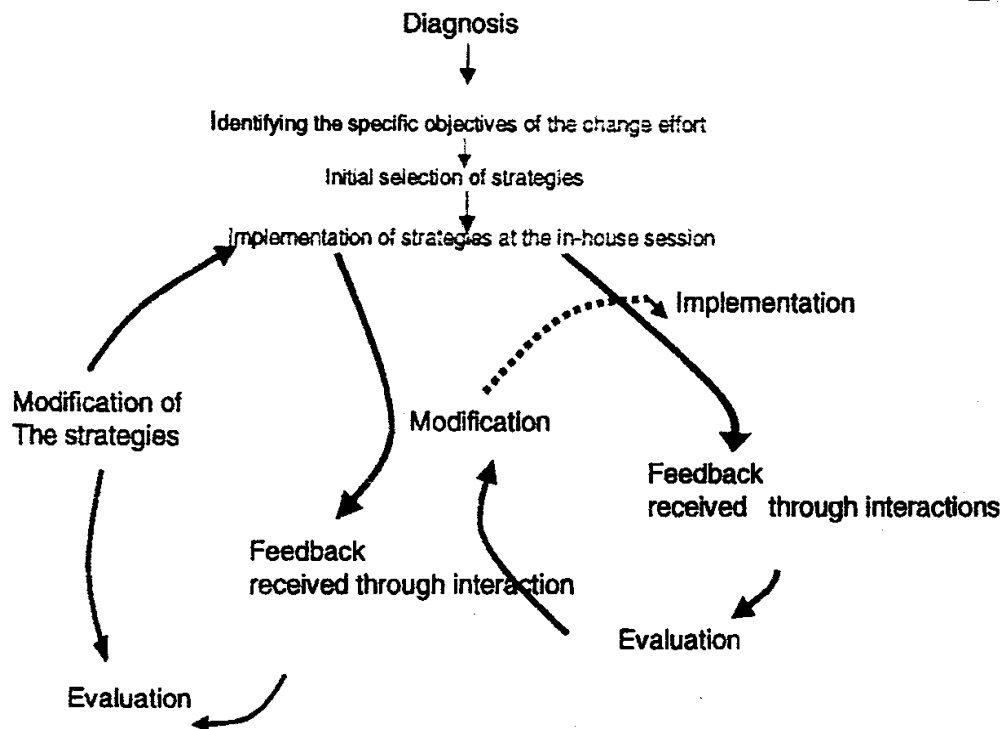 Diagnosis
Identifying the specific objectives of the change effort
Initial selection of strategies
Implementation of strategies at the in-house session
Implementation
Modification of
The strategies
Modification
Feedback
received through interactions
Feedback
received through interaction
Evaluation
Evaluation